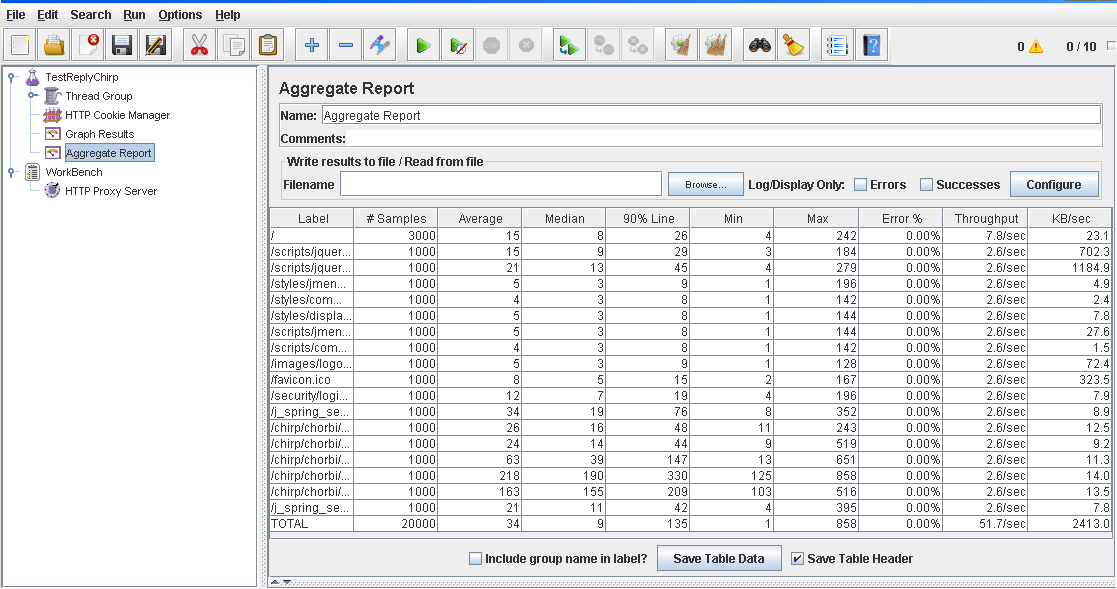 File Edit Search Run Options Help
0 0 / 10
TestReplyChirp
Thread Group
HTTP Cookie Manager
Graph Results
Aggregate Report
WorkBench
HTTP Proxy Server
Aggregate Report
Name: Aggregate Report
Comments:
Write results to file / Read from file
Filename Browse... Log/Display Only: Errors Successes Configure
Label # Samples Average Median 90% Line Min Max Error % Throughput KB/sec
/ 3000 15 8 26 4 242 0.00% 7.8/sec 23.1
/scripts/jquer... 1000 15 9 29 3 184 0.00% 2.6/sec 702.3
/scripts/jquer... 1000 21 13 45 4 279 0.00% 2.6/sec 1184.9
/styles/jmen... 1000 5 3 9 1 196 0.00% 2.6/sec 4.9
/styles/com... 1000 4 3 8 1 142 0.00% 2.6/sec 2.4
/styles/displa... 1000 5 3 8 1 144 0.00% 2.6/sec 7.8
/scripts/jmen... 1000 5 3 8 1 144 0.00% 2.6/sec 27.6
/scripts/com... 1000 4 3 8 1 142 0.00% 2.6/sec 1.5
/images/logo... 1000 5 3 9 1 128 0.00% 2.6/sec 72.4
/favicon.ico 1000 8 5 15 2 167 0.00% 2.6/sec 323.5
/security/logi... 1000 12 7 19 4 196 0.00% 2.6/sec 7.9
/j_spring_se... 1000 34 19 76 8 352 0.00% 2.6/sec 8.9
/chirp/chorbi/... 1000 26 16 48 11 243 0.00% 2.6/sec 12.5
/chirp/chorbi/... 1000 24 14 44 9 519 0.00% 2.6/sec 9.2
/chirp/chorbi/... 1000 63 39 147 13 651 0.00% 2.6/sec 11.3
/chirp/chorbi/... 1000 218 190 330 125 858 0.00% 2.6/sec 14.0
/chirp/chorbi/... 1000 163 155 209 103 516 0.00% 2.6/sec 13.5
/j_spring_se... 1000 21 11 42 4 395 0.00% 2.6/sec 7.8
TOTAL 20000 34 9 135 1 858 0.00% 51.7/sec 2413.0
Include group name in label? Save Table Data Save Table Header